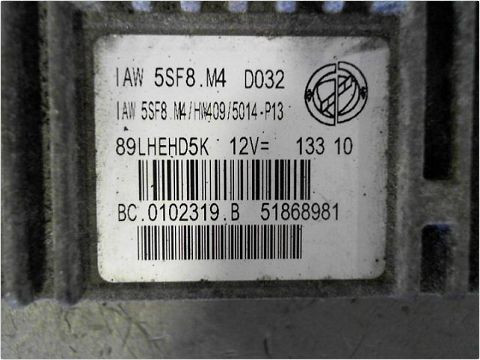 IAW 5SF8.M4 D032
IAW 5SF8.M4/HW409/5014-P13
89LHEHD5K 12V= 133 10
BC.0102319.B 51868981